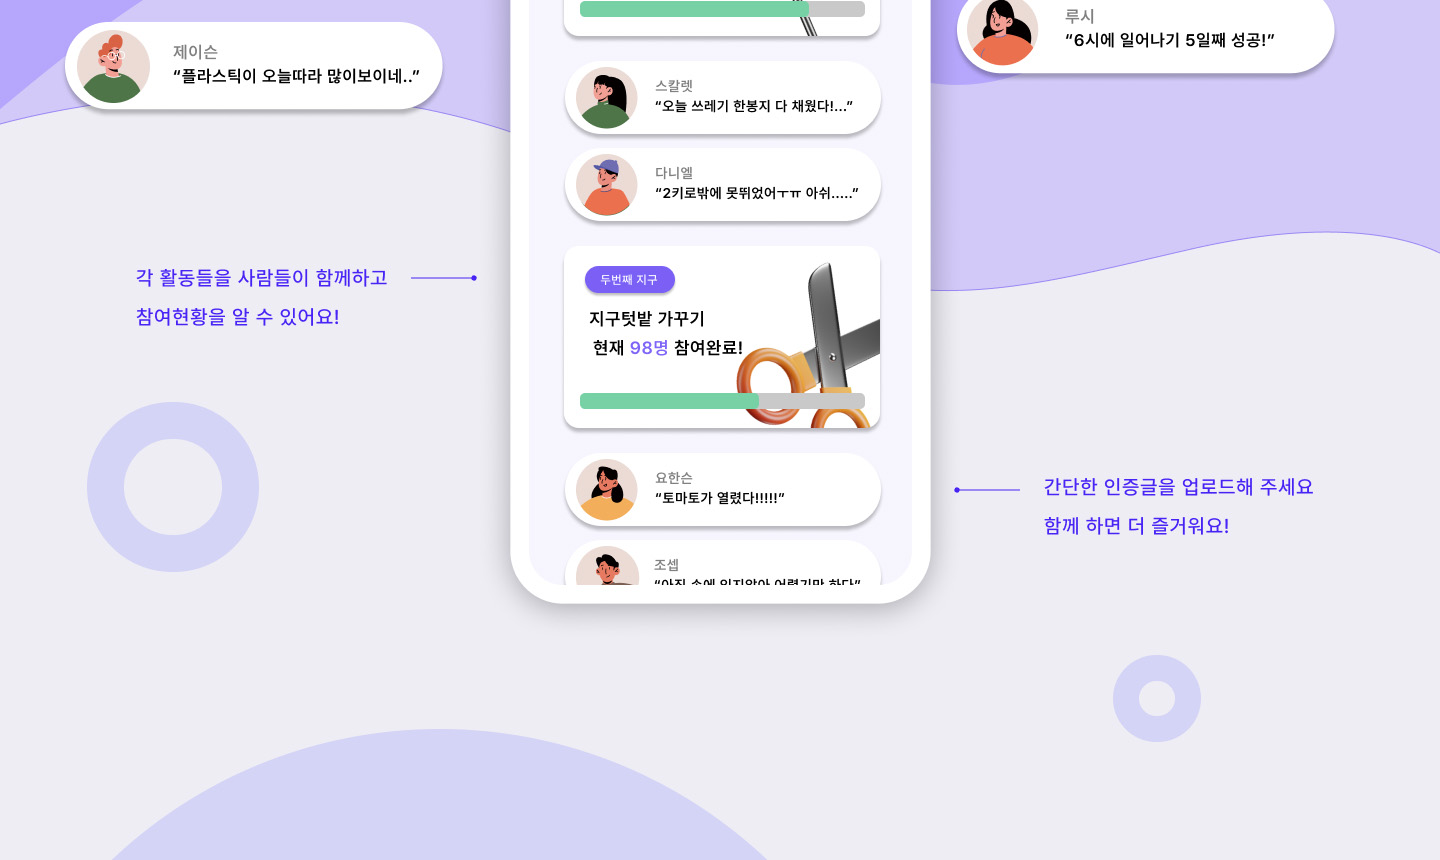 제이슨
“플라스틱이 오늘따라 많이보이네..”
루시
“6시에 일어나기 5일째 성공!”
스칼렛
“오늘 쓰레기 한봉지 다 채웠다!...”
다니엘
“2키로밖에 못뛰었어ㅜㅠ 아쉬.....”
각 활동들을 사람들이 함께하고
참여현황을 알 수 있어요!
두번째 지구
지구텃밭 가꾸기
현재 98명 참여완료!
요한슨
“토마토가 열렸다!!!!!”
간단한 인증글을 업로드해 주세요
함께 하면 더 즐거워요!
조셉